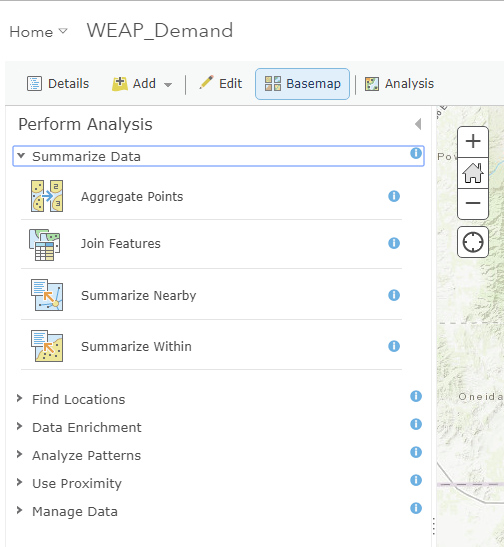 Home WEAP_Demand
Details Add Edit Basemap Analysis
Perform Analysis
Summarize Data
Aggregate Points
Join Features
Summarize Nearby
Summarize Within
Find Locations
Data Enrichment
Analyze Patterns
Use Proximity
Manage Data
Po
+
−
Oneida